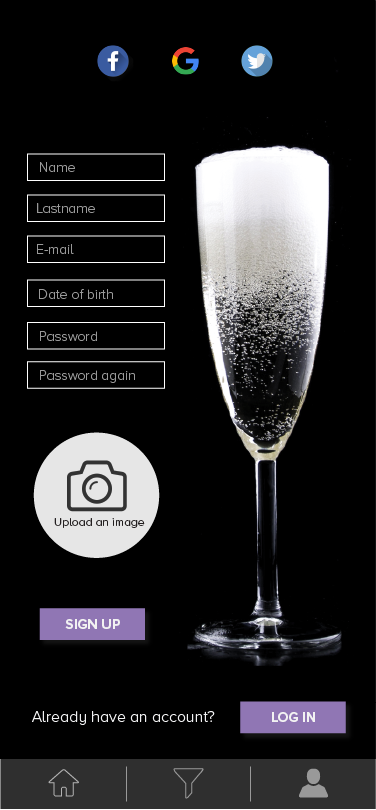 Name
Lastname
E-mail
Date of birth
Password
Password again
Upload an image
SIGN UP
Already have an account?
LOG IN